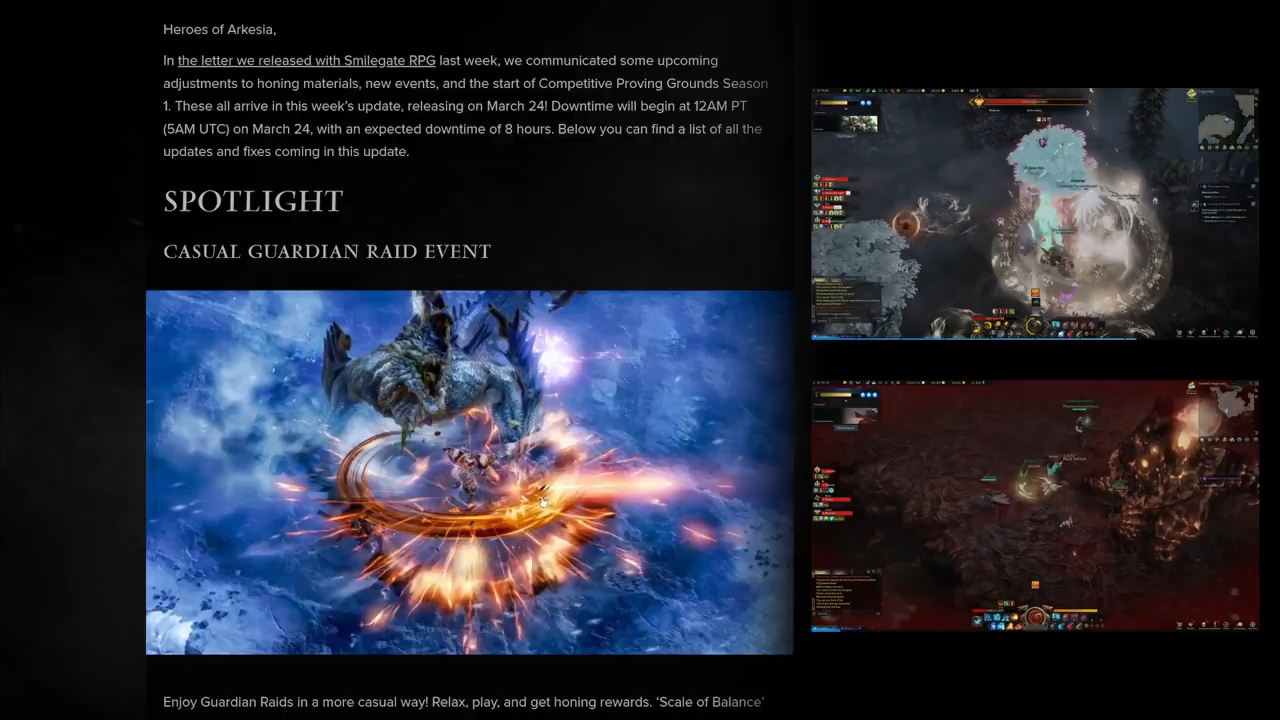 Heroes of Arkesia,
In the letter we released with Smilegate RPG last week, we communicated some upcoming
adjustments to honing materials, new events, and the start of Competitive Proving Grounds Season
1. These all arrive in this week’s update, releasing on March 24! Downtime will begin at 12AM PT
(5AM UTC) on March 24, with an expected downtime of 8 hours. Below you can find a list of all the
updates and fixes coming in this update.
SPOTLIGHT
CASUAL GUARDIAN RAID EVENT
Enjoy Guardian Raids in a more casual way! Relax, play, and get honing rewards. ‘Scale of Balance’